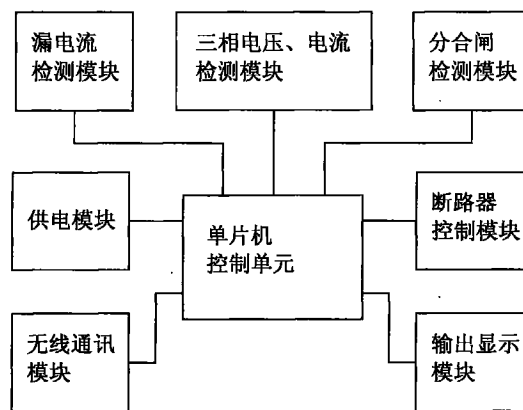 漏电流
检测模块
三相电压、电流
检测模块
分合闸
检测模块
供电模块
单片机
控制单元
断路器
控制模块
无线通讯
模块
输出显示
模块